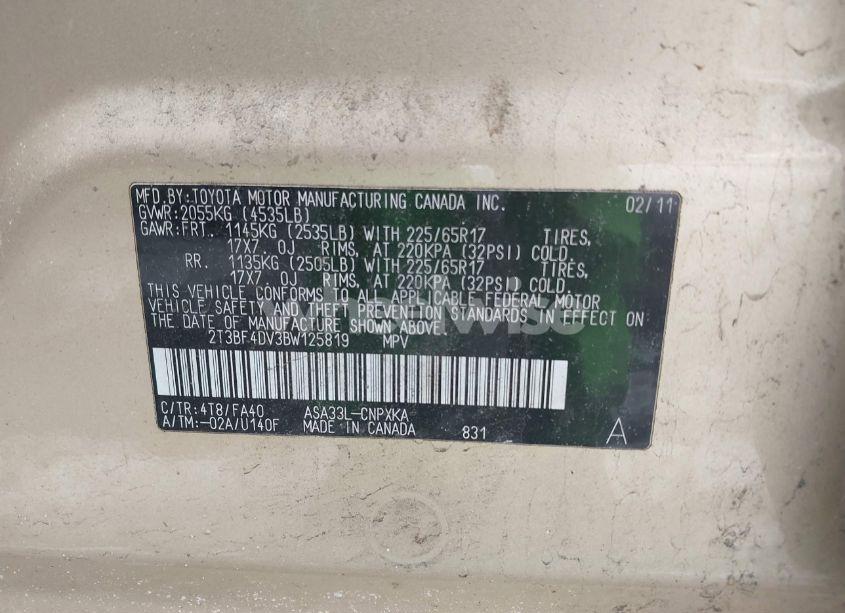 MFD.BY:TOYOTA MOTOR MANUFACTURING CANADA INC. 02/11
GVWR:2055KG (4535LB)
GAWR:FRT. 1145KG (2535LB) WITH 225/65R17 TIRES,
17X7 0J RIMS, AT 220KPA (32PSI) COLD.
RR. 1135KG (2505LB) WITH 225/65R17 TIRES,
17X7 0J RIMS, AT 220KPA (32PSI) COLD.
THIS VEHICLE CONFORMS TO ALL APPLICABLE FEDERAL MOTOR
VEHICLE SAFETY AND THEFT PREVENTION STANDARDS IN EFFECT ON
THE DATE OF MANUFACTURE SHOWN ABOVE.
2T3BF4DV3BW125819 MPV
C/TR:4T8/FA40 ASA33L-CNPXKA
A/TM:-02A/U140F MADE IN CANADA 831 A